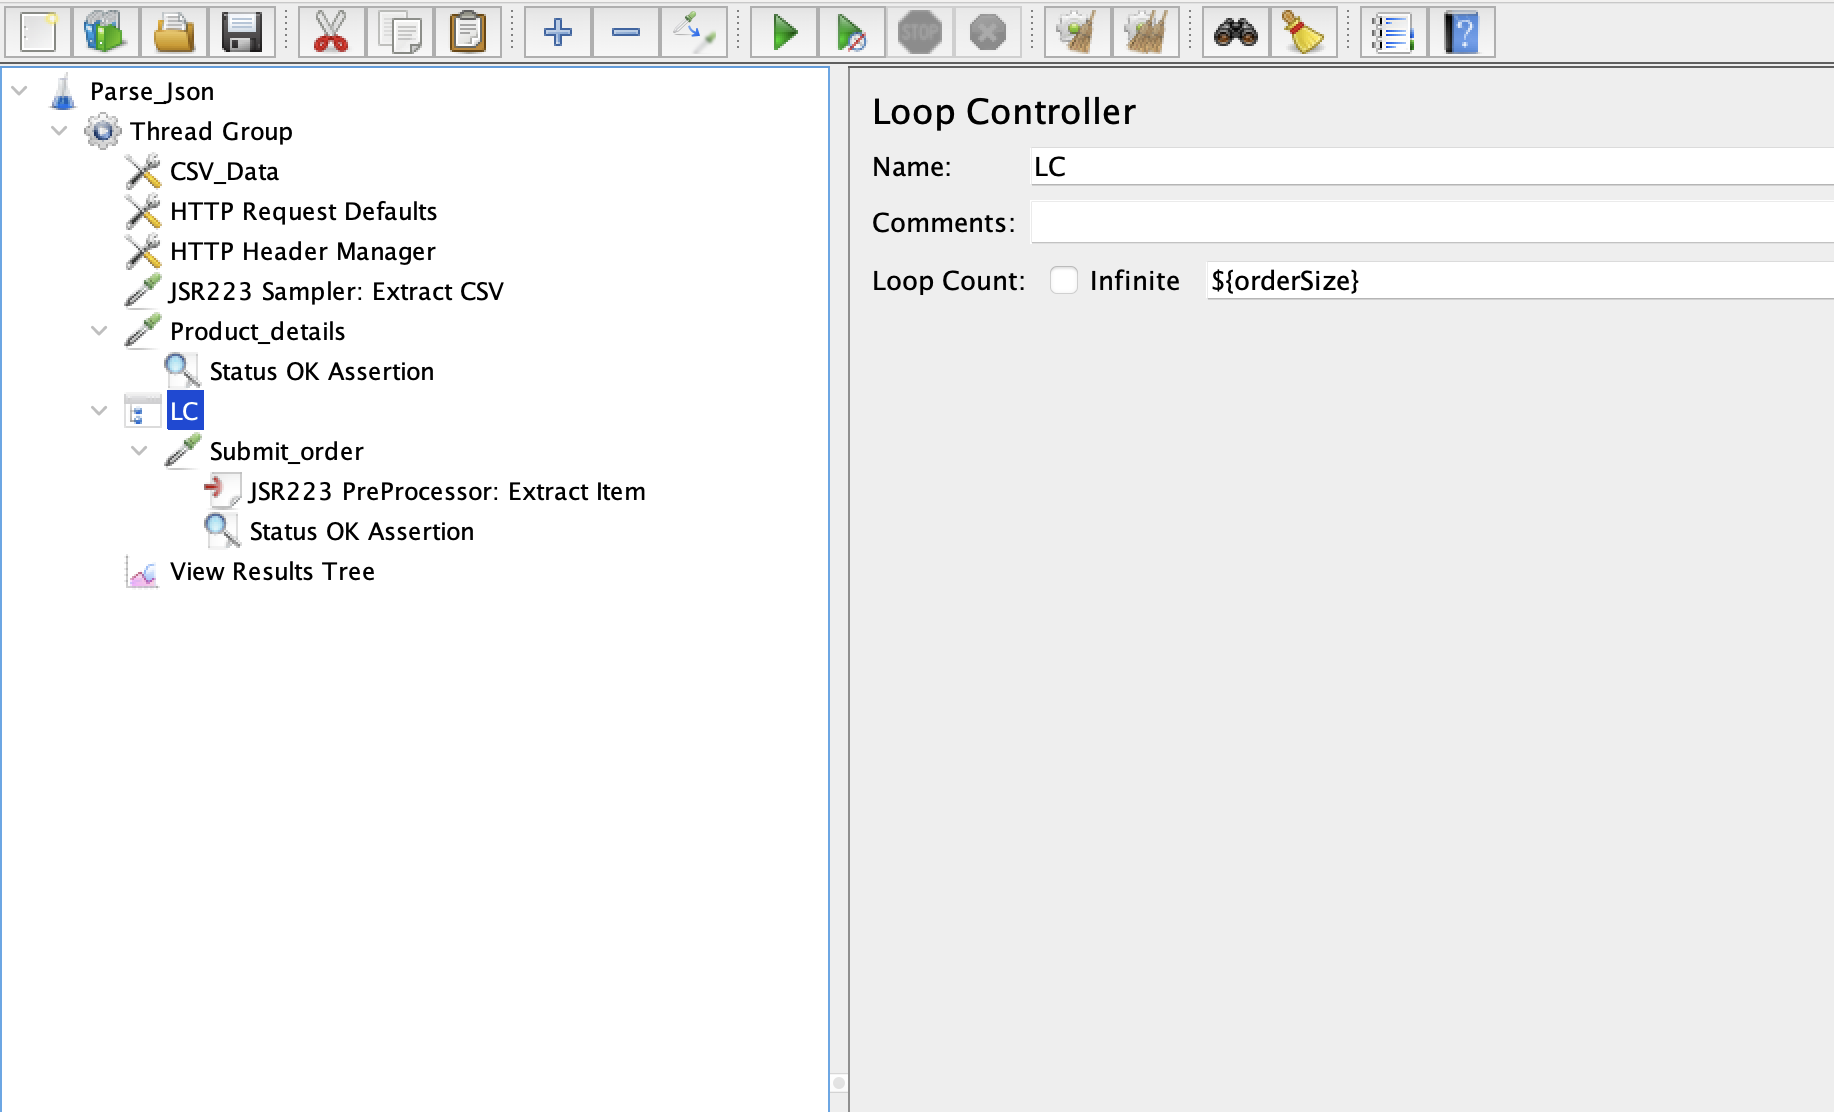 STOP
?
Parse_Json
Thread Group
CSV_Data
HTTP Request Defaults
HTTP Header Manager
JSR223 Sampler: Extract CSV
Product_details
Status OK Assertion
LC
Submit_order
JSR223 PreProcessor: Extract Item
Status OK Assertion
View Results Tree
Loop Controller
Name: LC
Comments:
Loop Count: Infinite ${orderSize}